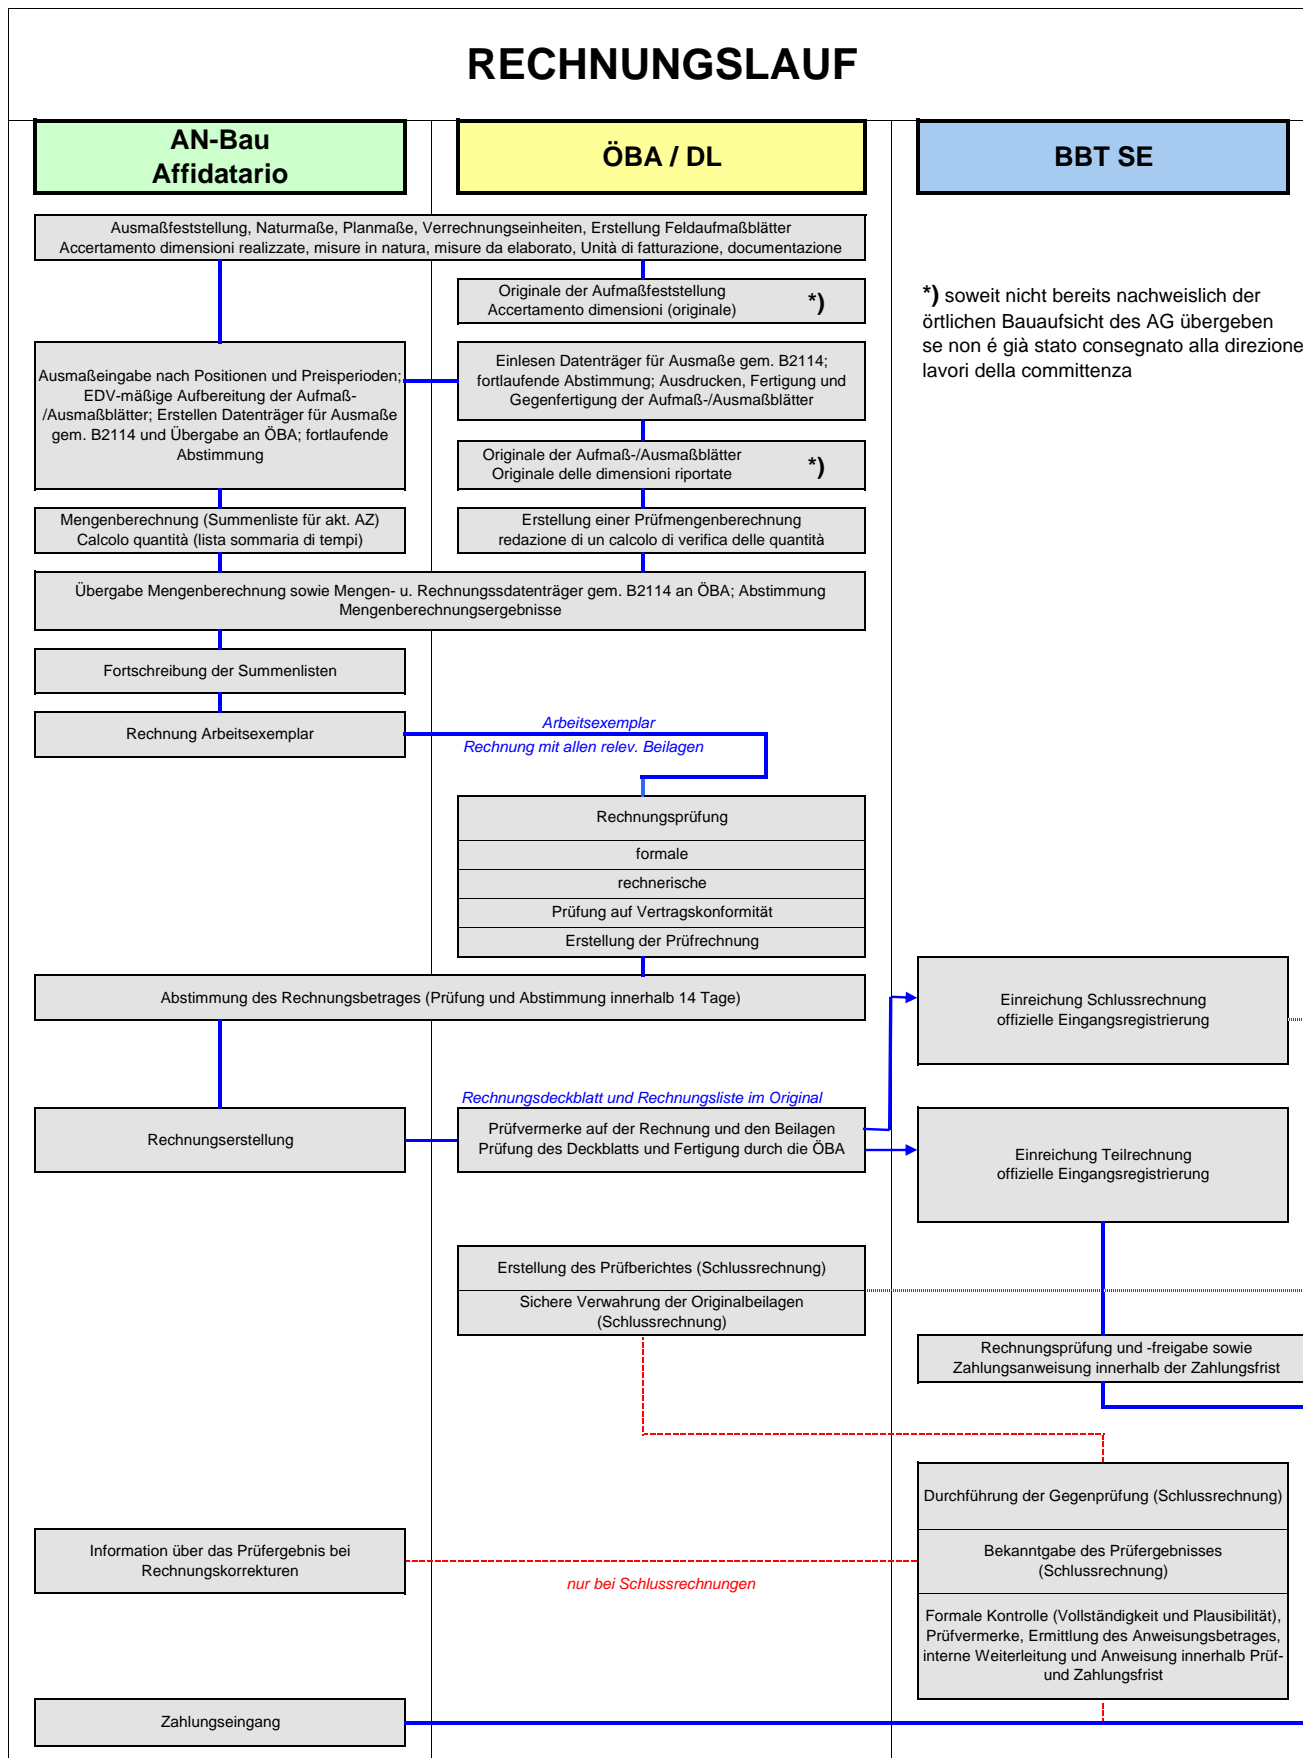 RECHNUNGSLAUF
AN-Bau
Affidatario
ÖBA / DL
BBT SE
Ausmaßfeststellung, Naturmaße, Planmaße, Verrechnungseinheiten, Erstellung Feldaufmaßblätter
Accertamento dimensioni realizzate, misure in natura, misure da elaborato, Unità di fatturazione, documentazione
Originale der Aufmaßfeststellung
Accertamento dimensioni (originale)
*)
*) soweit nicht bereits nachweislich der
örtlichen Bauaufsicht des AG übergeben
se non é già stato consegnato alla direzione
lavori della committenza
Ausmaßeingabe nach Positionen und Preisperioden;
EDV-mäßige Aufbereitung der Aufmaß-
/Ausmaßblätter; Erstellen Datenträger für Ausmaße
gem. B2114 und Übergabe an ÖBA; fortlaufende
Abstimmung
Einlesen Datenträger für Ausmaße gem. B2114;
fortlaufende Abstimmung; Ausdrucken, Fertigung und
Gegenfertigung der Aufmaß-/Ausmaßblätter
Originale der Aufmaß-/Ausmaßblätter
Originale delle dimensioni riportate
*)
Mengenberechnung (Summenliste für akt. AZ)
Calcolo quantità (lista sommaria di tempi)
Erstellung einer Prüfmengenberechnung
redazione di un calcolo di verifica delle quantità
Übergabe Mengenberechnung sowie Mengen- u. Rechnungssdatenträger gem. B2114 an ÖBA; Abstimmung
Mengenberechnungsergebnisse
Fortschreibung der Summenlisten
Rechnung Arbeitsexemplar
Arbeitsexemplar
Rechnung mit allen relev. Beilagen
Rechnungsprüfung
formale
rechnerische
Prüfung auf Vertragskonformität
Erstellung der Prüfrechnung
Abstimmung des Rechnungsbetrages (Prüfung und Abstimmung innerhalb 14 Tage)
Einreichung Schlussrechnung
offizielle Eingangsregistrierung
Rechnungsdeckblatt und Rechnungsliste im Original
Rechnungserstellung
Prüfvermerke auf der Rechnung und den Beilagen
Prüfung des Deckblatts und Fertigung durch die ÖBA
Einreichung Teilrechnung
offizielle Eingangsregistrierung
Erstellung des Prüfberichtes (Schlussrechnung)
Sichere Verwahrung der Originalbeilagen
(Schlussrechnung)
Rechnungsprüfung und -freigabe sowie
Zahlungsanweisung innerhalb der Zahlungsfrist
Durchführung der Gegenprüfung (Schlussrechnung)
Information über das Prüfergebnis bei
Rechnungskorrekturen
nur bei Schlussrechnungen
Bekanntgabe des Prüfergebnisses
(Schlussrechnung)
Formale Kontrolle (Vollständigkeit und Plausibilität),
Prüfvermerke, Ermittlung des Anweisungsbetrages,
interne Weiterleitung und Anweisung innerhalb Prüf-
und Zahlungsfrist
Zahlungseingang